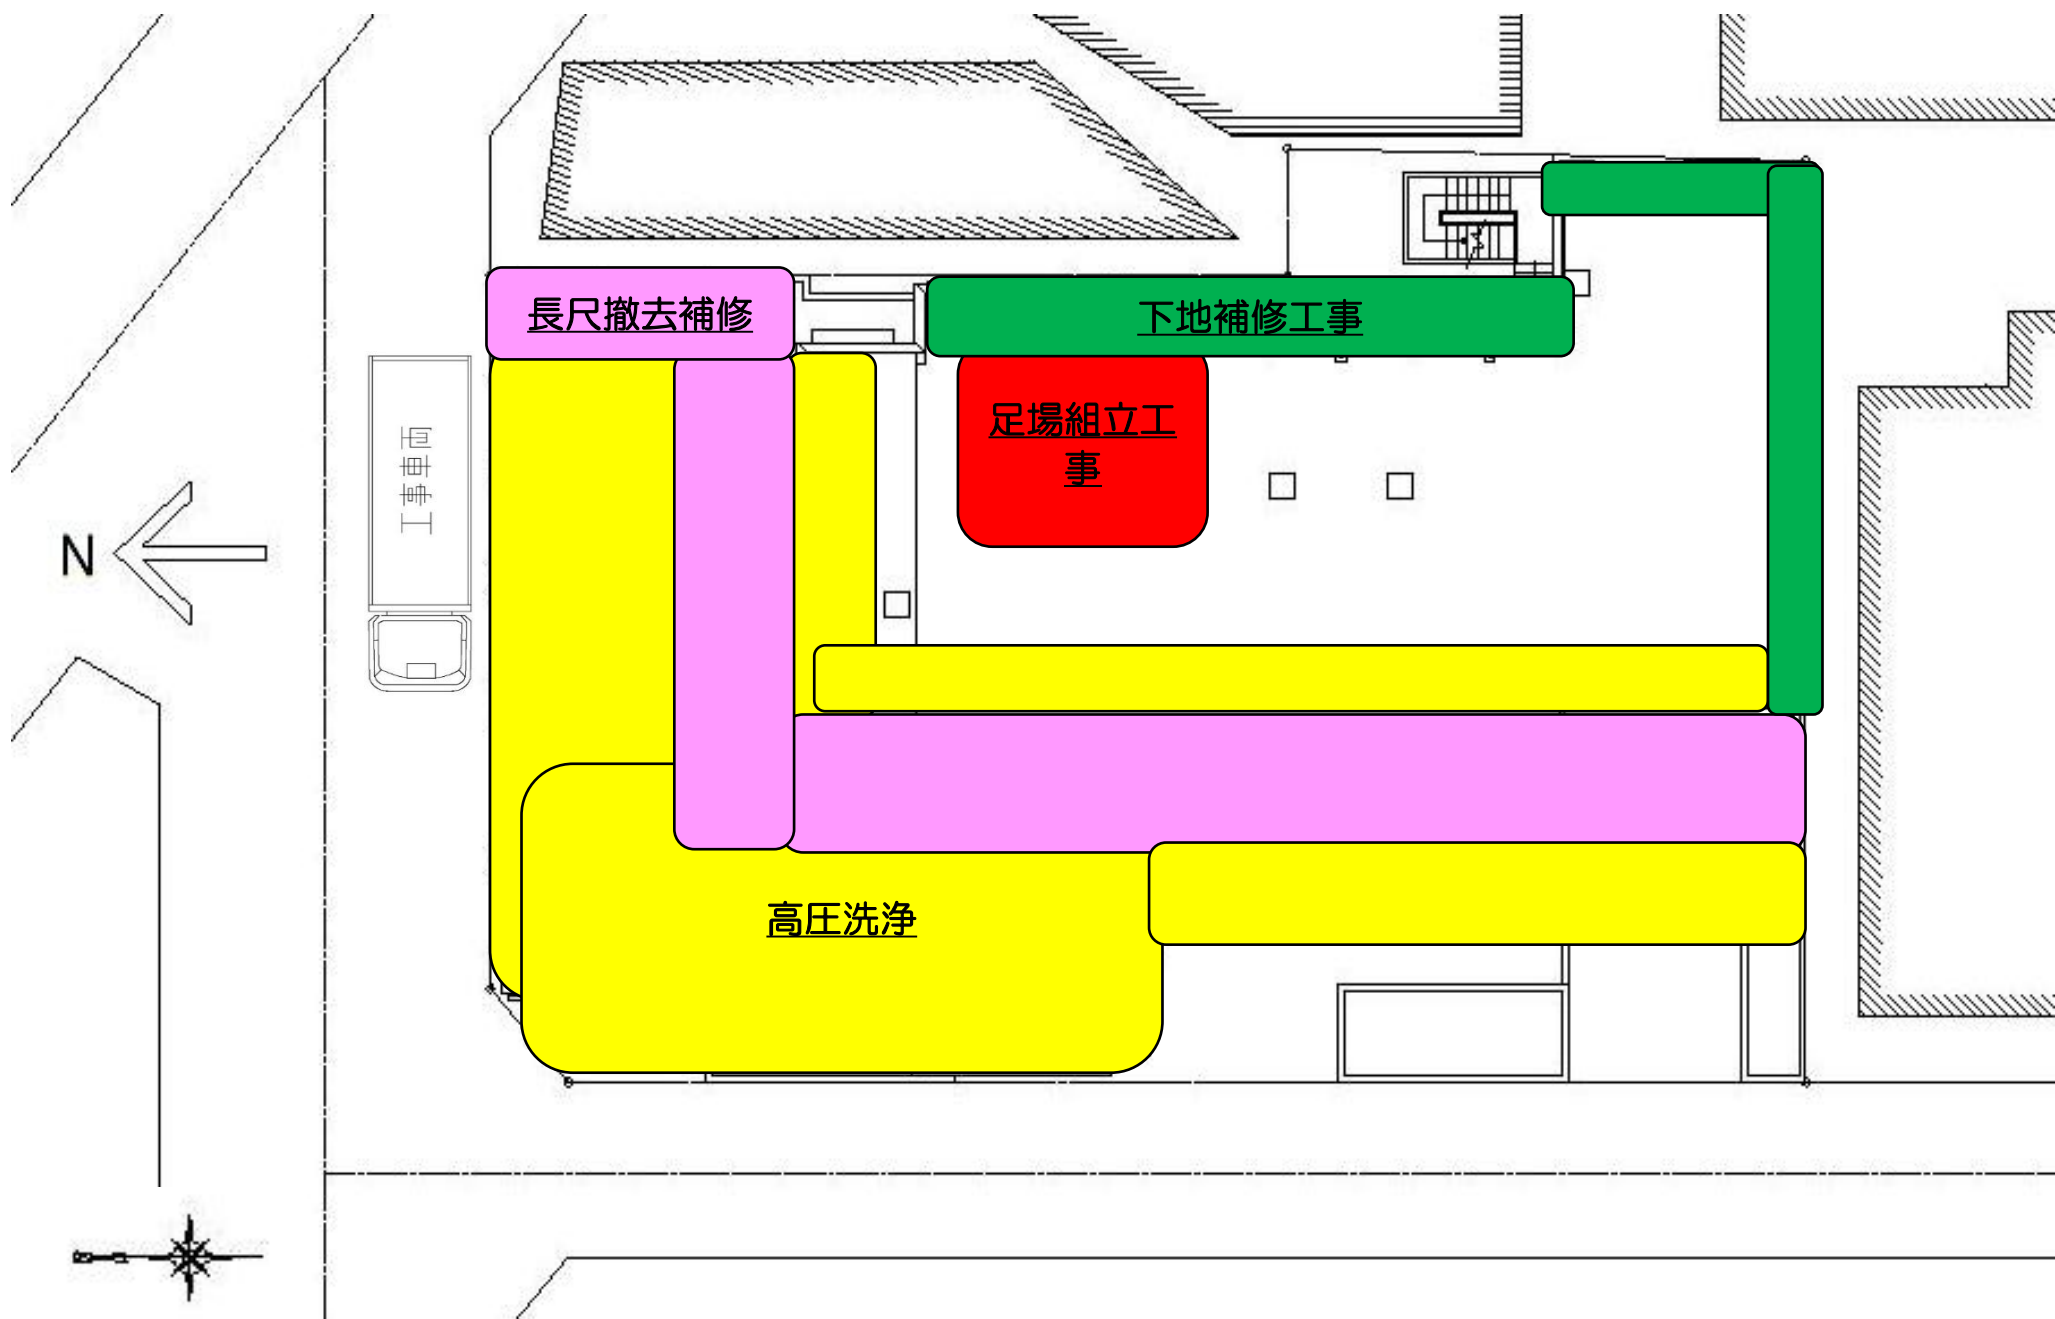 長尺撤去補修
下地補修工事
足場組立工
事
工事車両
N
高圧洗浄